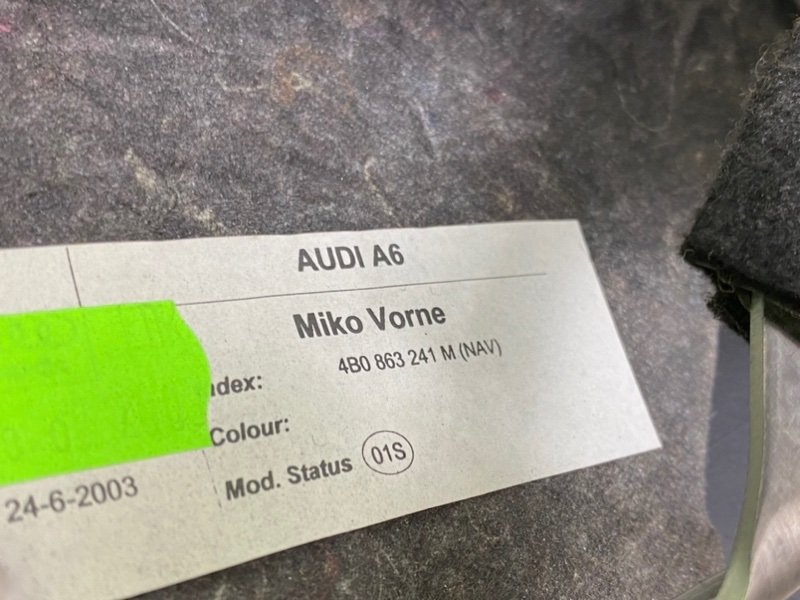 AUDI A6
Miko Vorne
ndex: 4B0 863 241 M (NAV)
Colour:
Mod. Status 01S
24-6-2003